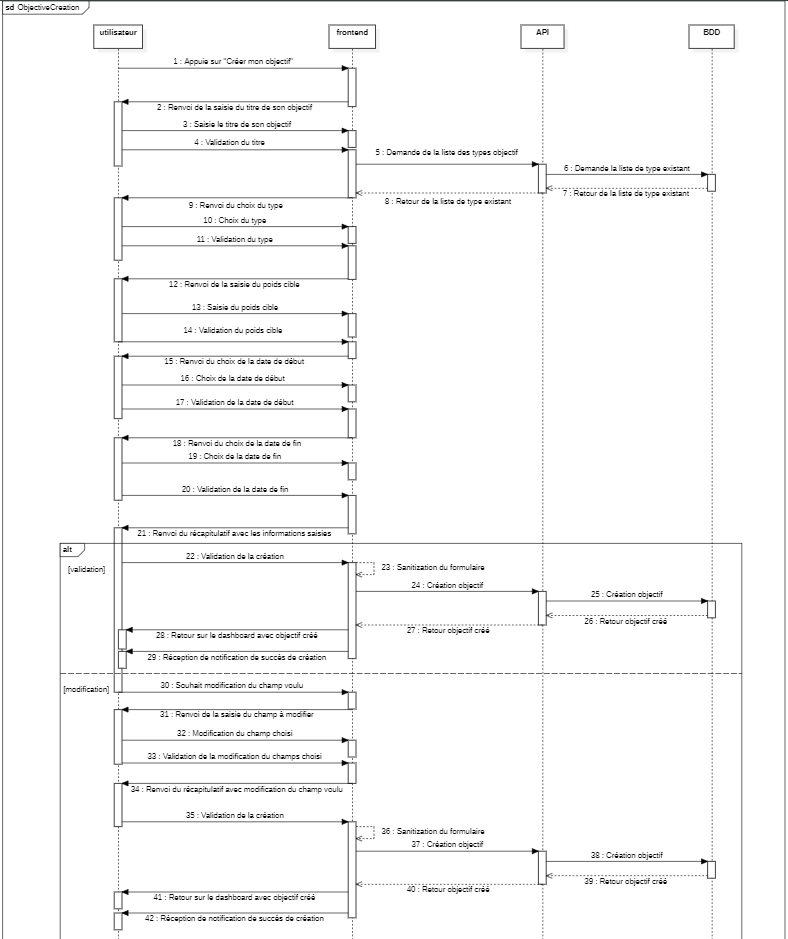 sd ObjectiveCreation
utilisateur
frontend
API
BDD
1 : Appuie sur "Créer mon objectif"
2 : Renvoi de la saisie du titre de son objectif
3 : Saisie le titre de son objectif
4 : Validation du titre
5 : Demande de la liste des types objectif
6 : Demande la liste de type existant
7 : Retour de la liste de type existant
8 : Retour de la liste de type existant
9 : Renvoi du choix du type
10 : Choix du type
11 : Validation du type
12 : Renvoi de la saisie du poids cible
13 : Saisie du poids cible
14 : Validation du poids cible
15 : Renvoi du choix de la date de début
16 : Choix de la date de début
17 : Validation de la date de début
18 : Renvoi du choix de la date de fin
19 : Choix de la date de fin
20 : Validation de la date de fin
21 : Renvoi du récapitulatif avec les informations saisies
alt
[validation]
22 : Validation de la création
23 : Sanitization du formulaire
24 : Création objectif
25 : Création objectif
26 : Retour objectif créé
27 : Retour objectif créé
28 : Retour sur le dashboard avec objectif créé
29 : Réception de notification de succès de création
[modification]
30 : Souhait modification du champ voulu
31 : Renvoi de la saisie du champ à modifier
32 : Modification du champ choisi
33 : Validation de la modification du champs choisi
34 : Renvoi du récapitulatif avec modification du champ voulu
35 : Validation de la création
36 : Sanitization du formulaire
37 : Création objectif
38 : Création objectif
39 : Retour objectif créé
40 : Retour objectif créé
41 : Retour sur le dashboard avec objectif créé
42 : Réception de notification de succès de création